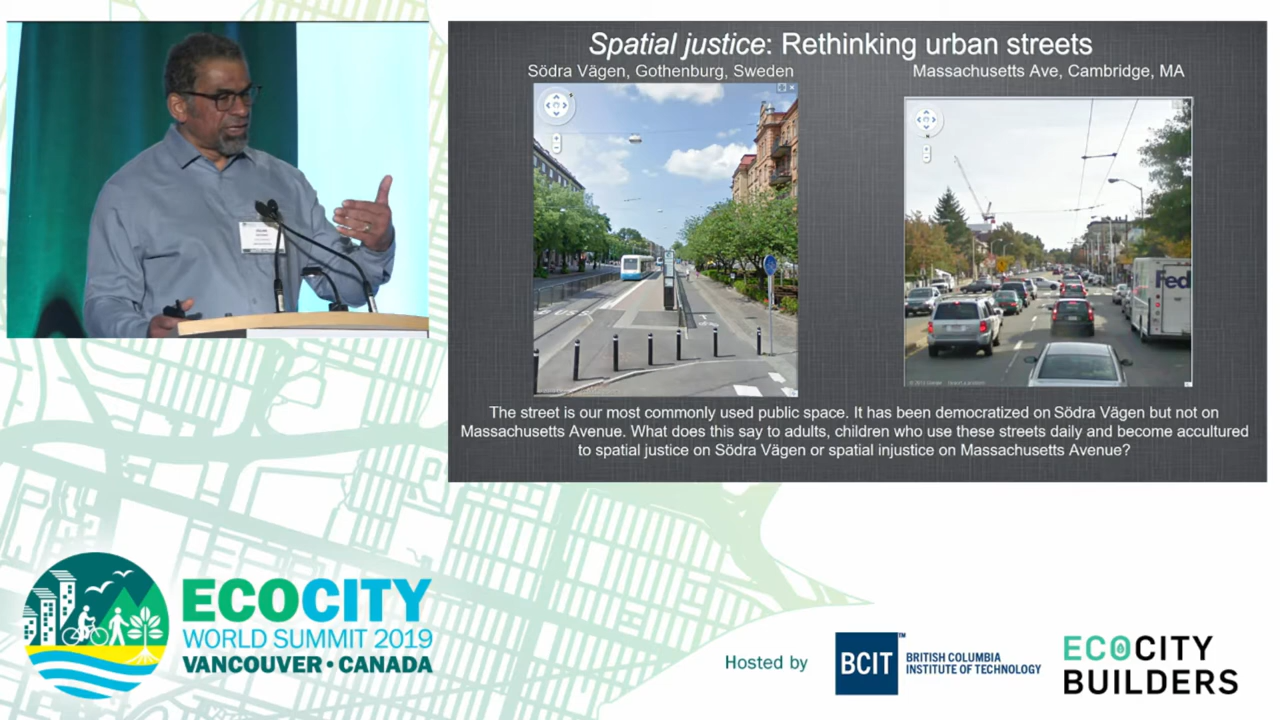 Spatial justice: Rethinking urban streets
Södra Vägen, Gothenburg, Sweden
Massachusetts Ave, Cambridge, MA
FedE
The street is our most commonly used public space. It has been democratized on Södra Vägen but not on
Massachusetts Avenue. What does this say to adults, children who use these streets daily and become accultured
to spatial justice on Södra Vägen or spatial injustice on Massachusetts Avenue?
ECOCITY
WORLD SUMMIT 2019
VANCOUVER • CANADA
Hosted by
BCIT™
BRITISH COLUMBIA
INSTITUTE OF TECHNOLOGY
ECOCITY
BUILDERS